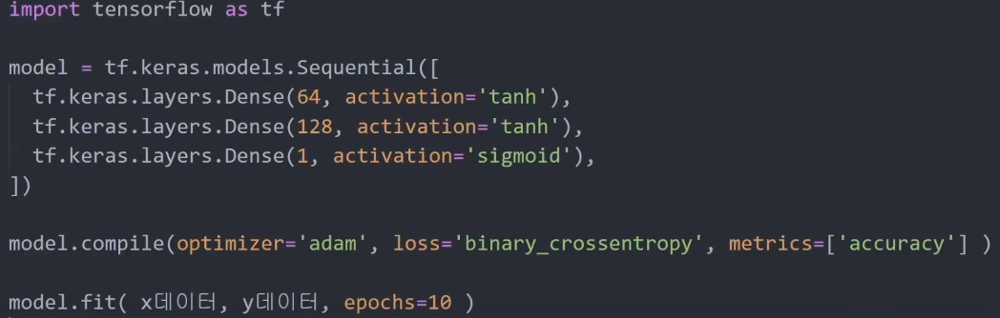 import tensorflow as tf
model = tf.keras.models.Sequential([
tf.keras.layers.Dense(64, activation='tanh'),
tf.keras.layers.Dense(128, activation='tanh'),
tf.keras.layers.Dense(1, activation='sigmoid'),
])
model.compile(optimizer='adam', loss='binary_crossentropy', metrics=['accuracy'] )
model.fit( x데이터, y데이터, epochs=10 )